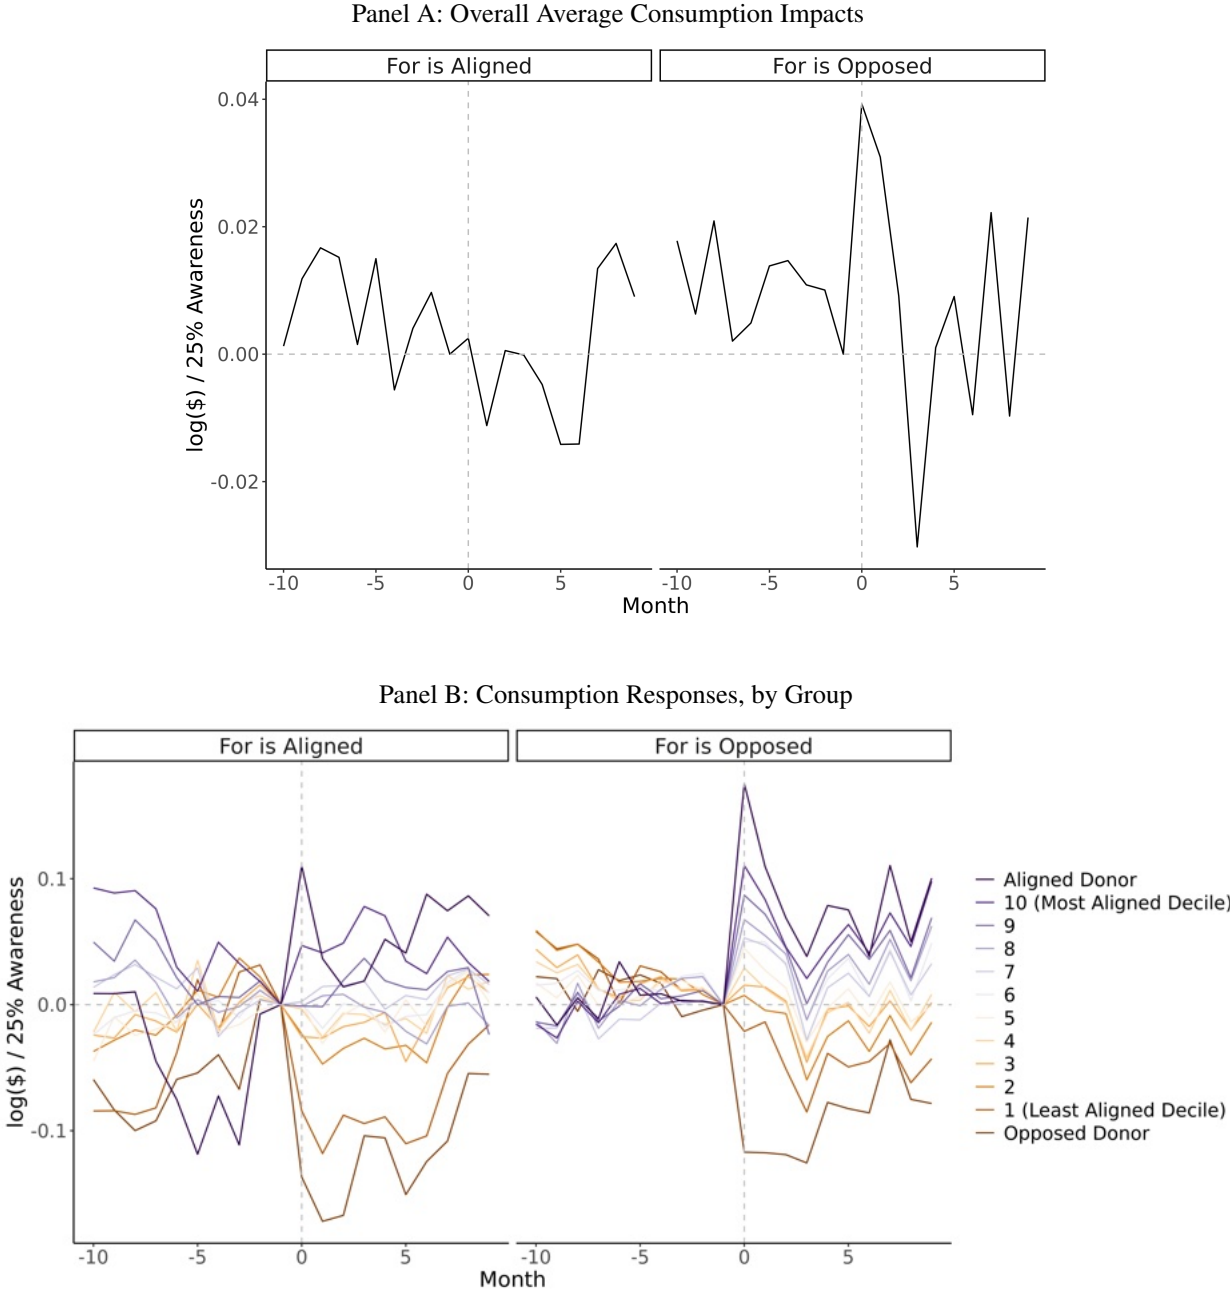 Panel A: Overall Average Consumption Impacts
For is Aligned
For is Opposed
log($) / 25% Awareness
0.04
0.02
0.00
-0.02
-10 -5 0 5 -10 -5 0 5
Month
Panel B: Consumption Responses, by Group
For is Aligned
For is Opposed
log($) / 25% Awareness
0.1
0.0
-0.1
Aligned Donor
10 (Most Aligned Decile)
9
8
7
6
5
4
3
2
1 (Least Aligned Decile)
Opposed Donor
-10 -5 0 5 -10 -5 0 5
Month